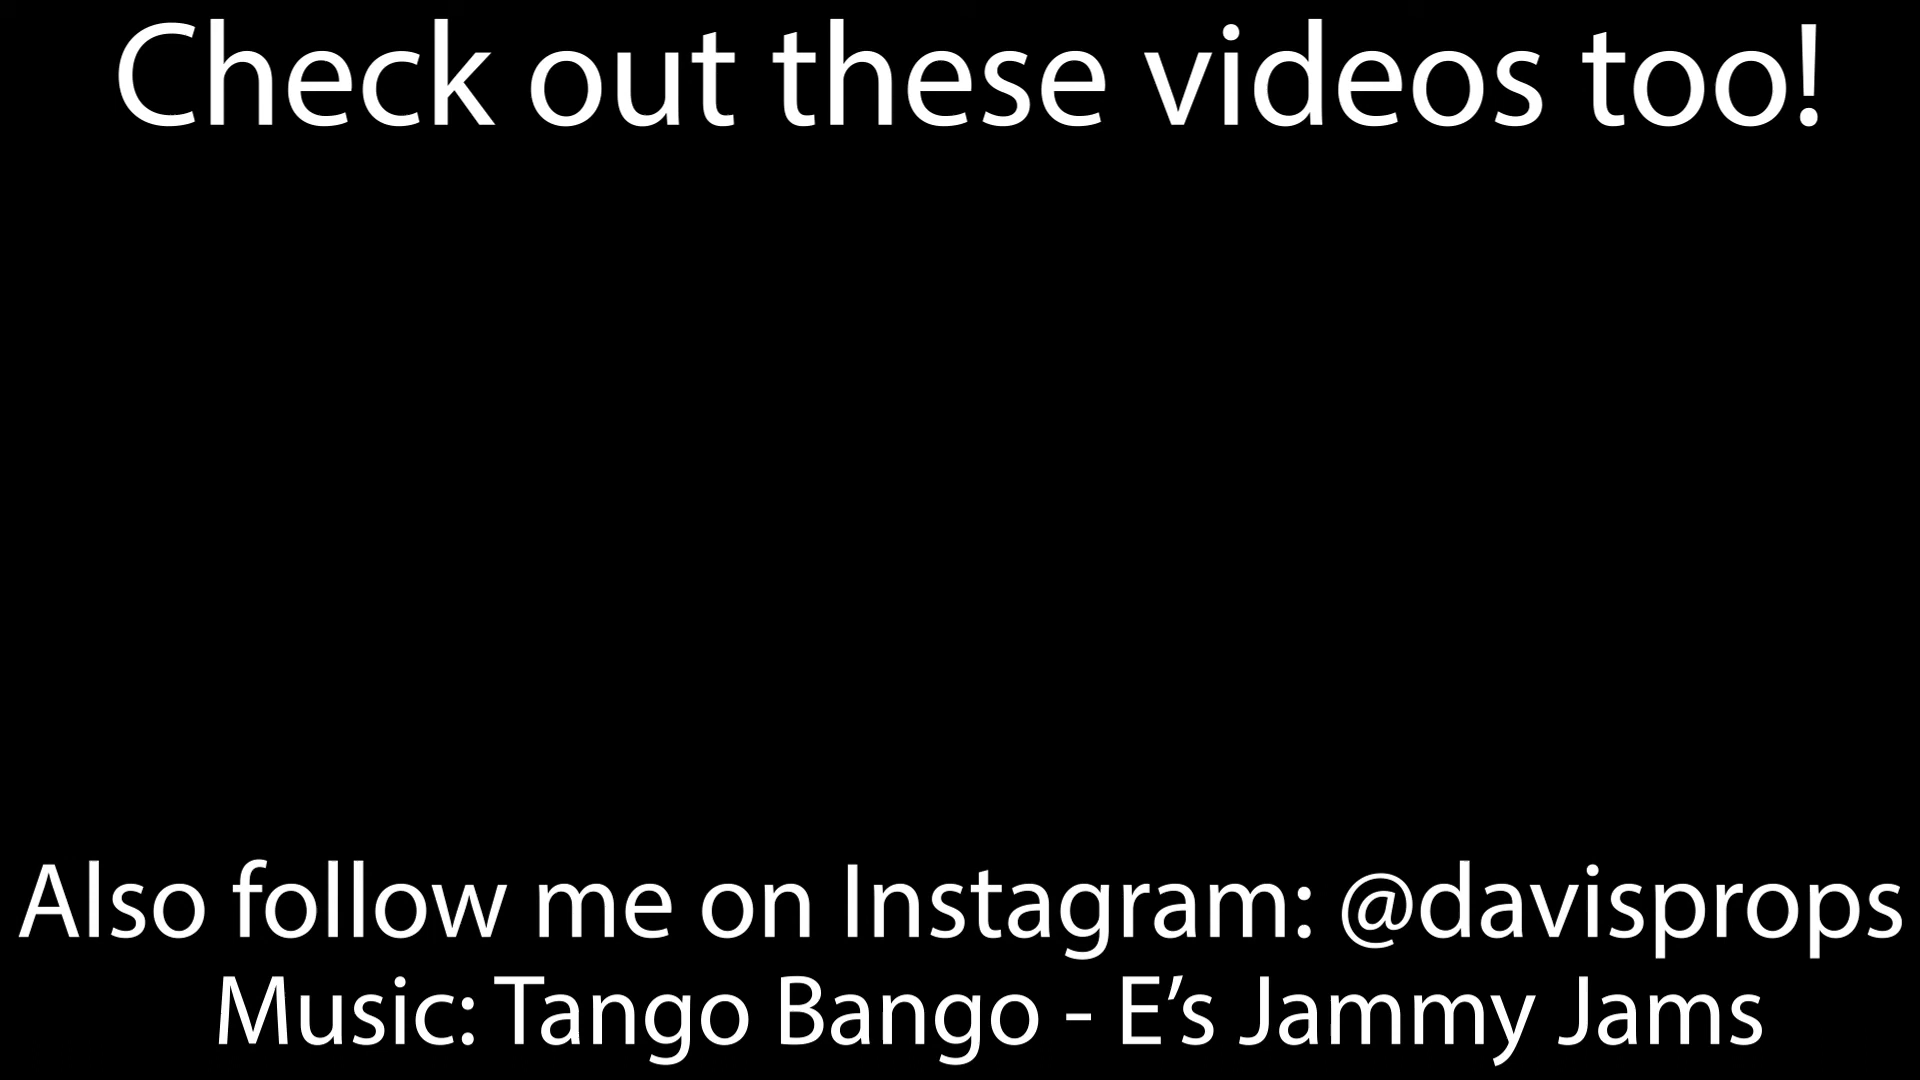 Check out these videos too!
Also follow me on Instagram: @davisprops
Music: Tango Bango - E’s Jammy Jams